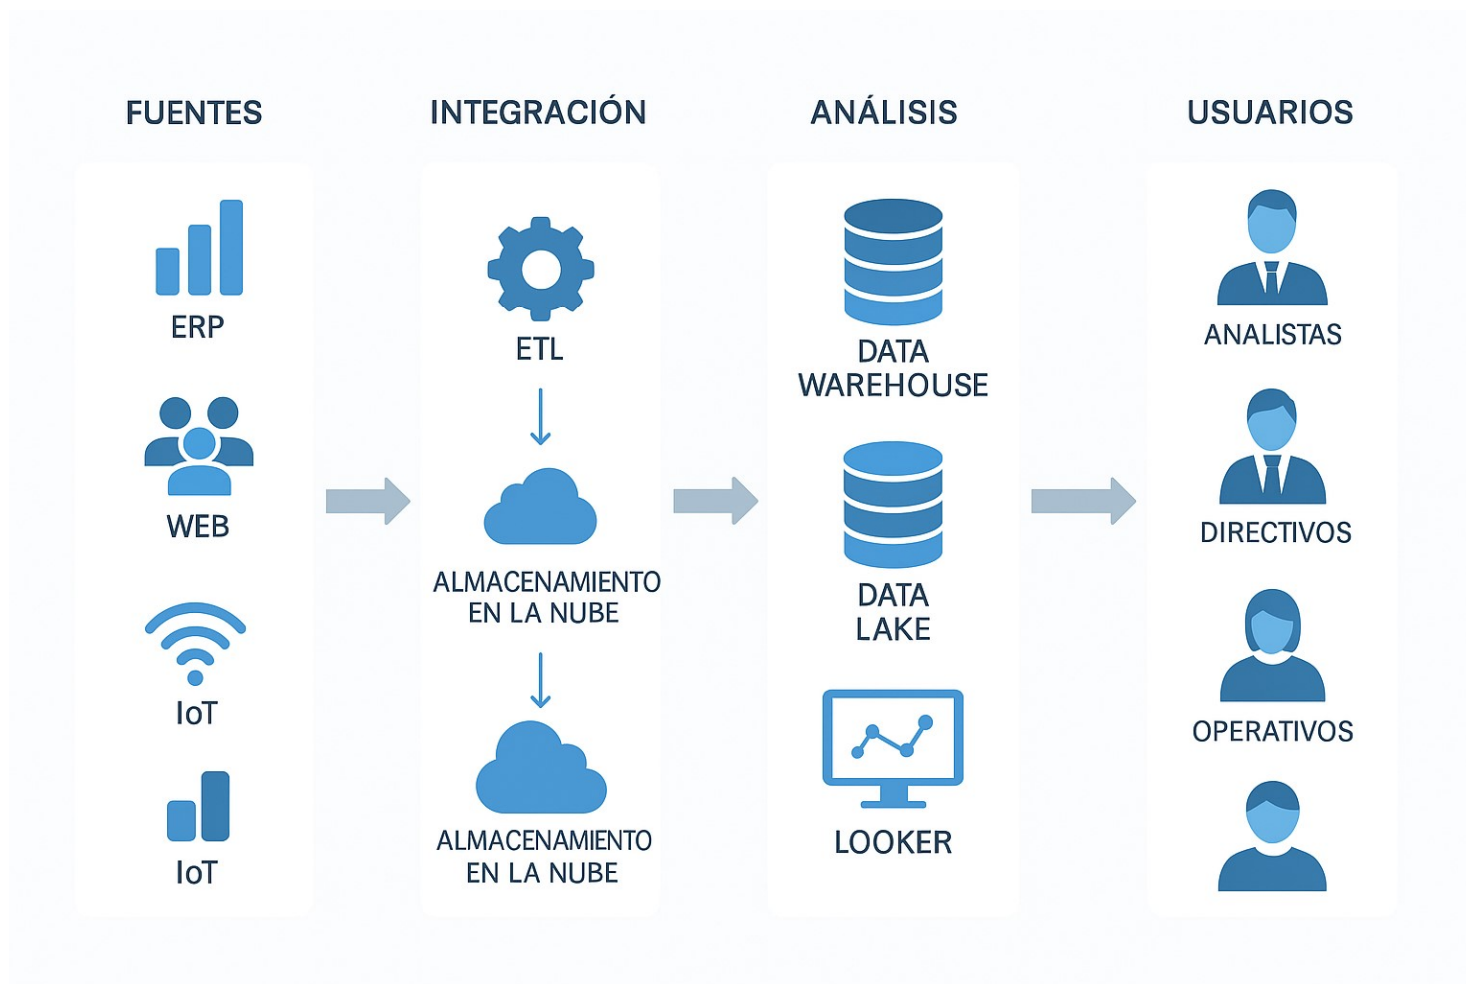 FUENTES
ERP
WEB
IoT
IoT
INTEGRACIÓN
ETL
ALMACENAMIENTO
EN LA NUBE
ALMACENAMIENTO
EN LA NUBE
ANÁLISIS
DATA
WAREHOUSE
DATA
LAKE
LOOKER
USUARIOS
ANALISTAS
DIRECTIVOS
OPERATIVOS